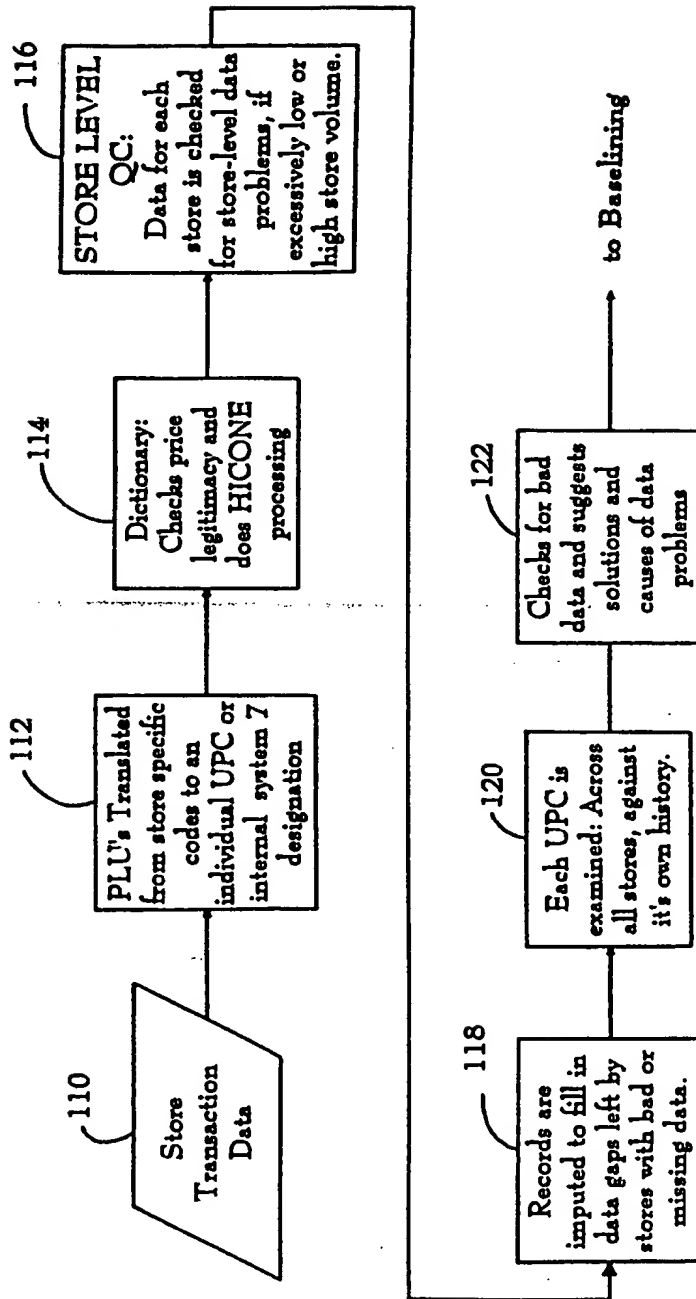 110
Store
Transaction
Data
112
PLU's Translated
from store specific
codes to an
individual UPC or
internal system 7
designation
114
Dictionary:
Checks price
legitimacy and
does HICONE
processing
116
STORE LEVEL
QC:
Data for each
store is checked
for store-level data
problems, if
excessively low or
high store volume.
118
Records are
imputed to fill in
data gaps left by
stores with bad or
missing data.
120
Each UPC is
examined: Across
all stores, against
it's own history.
122
Checks for bad
data and suggests
solutions and
causes of data
problems
to Baselining